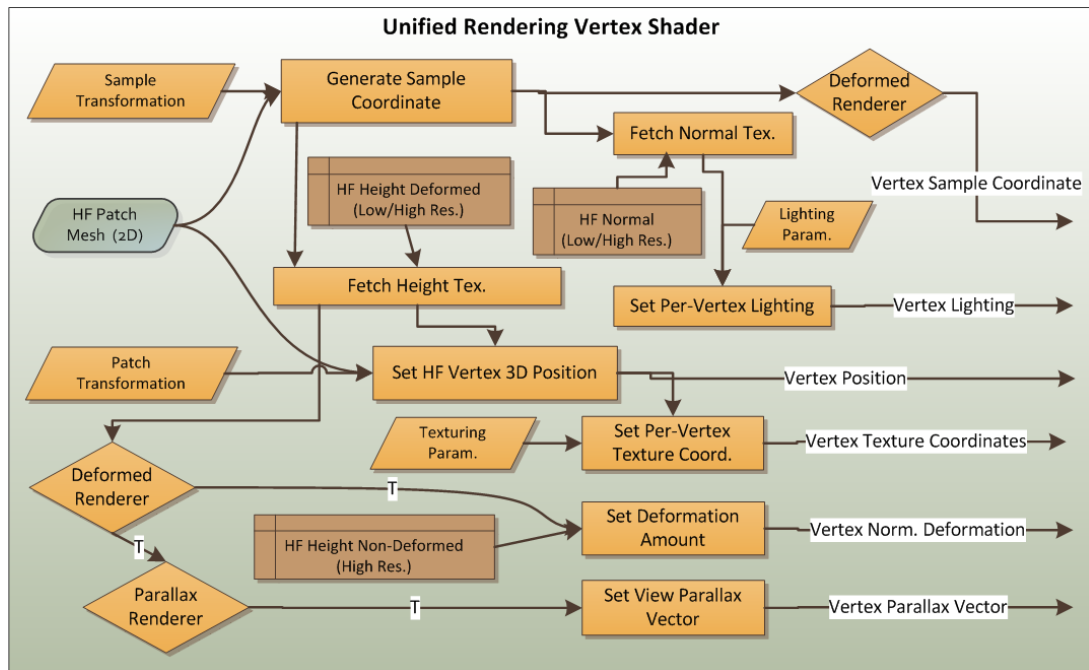 Unified Rendering Vertex Shader
Sample
Transformation
Generate Sample
Coordinate
Deformed
Renderer
Fetch Normal Tex.
HF Height Deformed
(Low/High Res.)
Vertex Sample Coordinate
HF Patch
Mesh (2D)
HF Normal
(Low/High Res.)
Lighting
Param.
Fetch Height Tex.
Set Per-Vertex Lighting
Vertex Lighting
Patch
Transformation
Set HF Vertex 3D Position
Vertex Position
Texturing
Param.
Set Per-Vertex
Texture Coord.
Vertex Texture Coordinates
Deformed
Renderer
T
Set Deformation
Amount
Vertex Norm. Deformation
T
HF Height Non-Deformed
(High Res.)
Parallax
Renderer
T
Set View Parallax
Vector
Vertex Parallax Vector